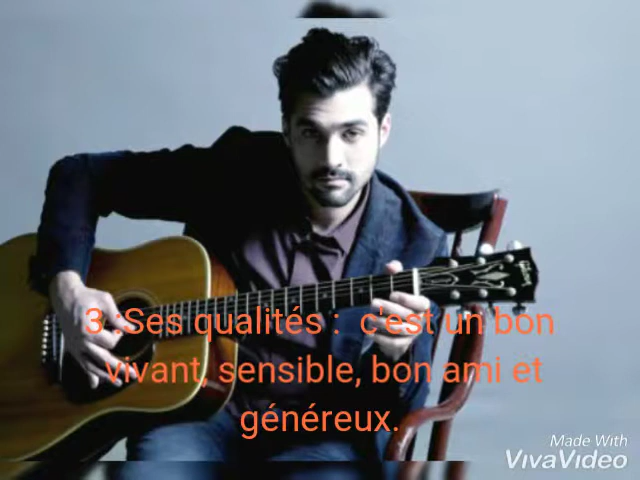 3 :Ses qualités :  c'est un bon
vivant, sensible, bon ami et
généreux.
Made With
VivaVideo